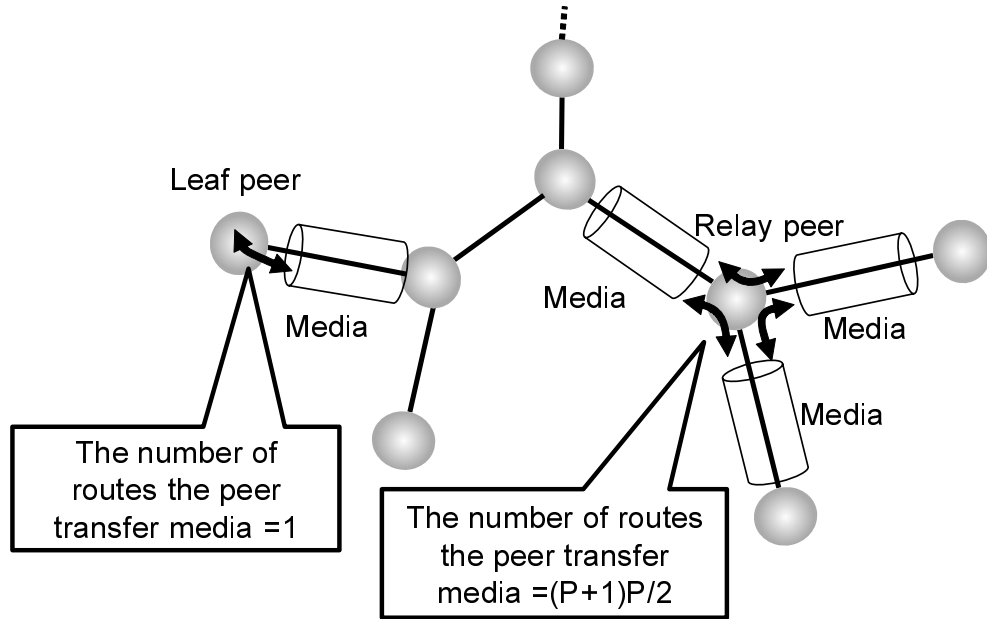 Leaf peer
Relay peer
Media
Media
Media
Media
The number of
routes the peer
transfer media =1
The number of routes
the peer transfer
media =(P+1)P/2